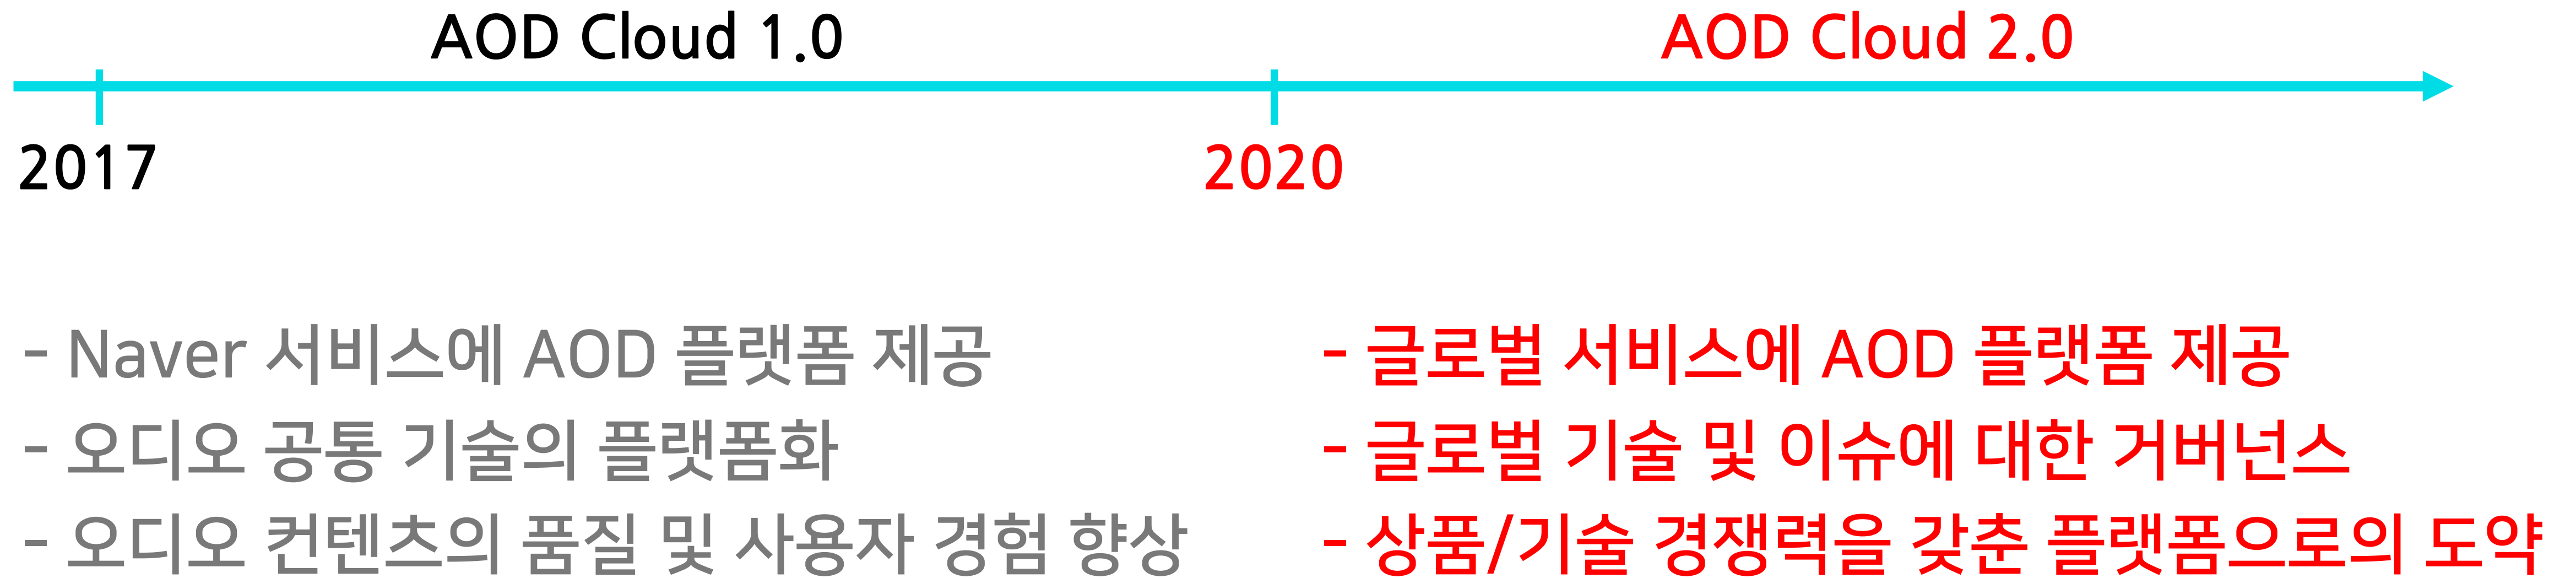 AOD Cloud 1.0
AOD Cloud 2.0
2017
2020
- Naver 서비스에 AOD 플랫폼 제공
- 오디오 공통 기술의 플랫폼화
- 오디오 컨텐츠의 품질 및 사용자 경험 향상
- 글로벌 서비스에 AOD 플랫폼 제공
- 글로벌 기술 및 이슈에 대한 거버넌스
- 상품/기술 경쟁력을 갖춘 플랫폼으로의 도약